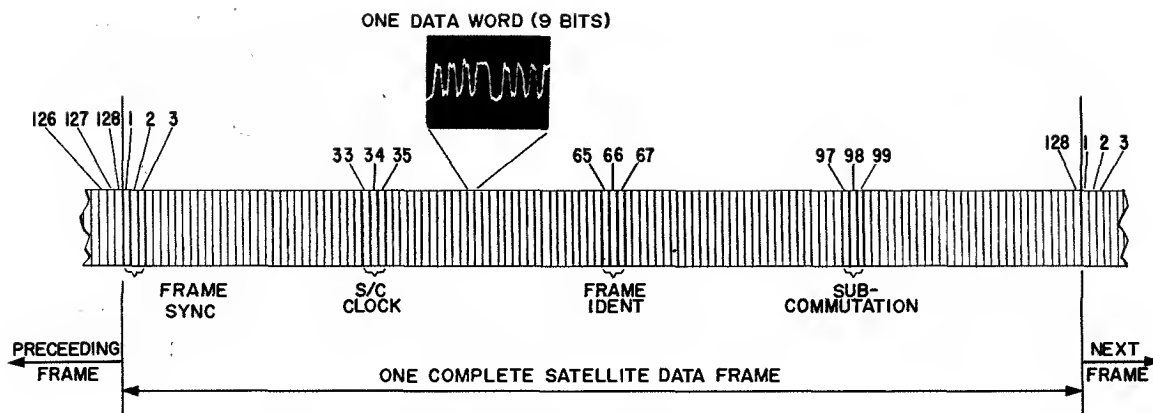 ONE DATA WORD (9 BITS)
126 127 128 1 2 3
33 34 35
65 66 67
97 98 99
128 1 2 3
FRAME
SYNC
S/C
CLOCK
FRAME
IDENT
SUB-
COMMUTATION
PRECEEDING
FRAME
ONE COMPLETE SATELLITE DATA FRAME
NEXT
FRAME